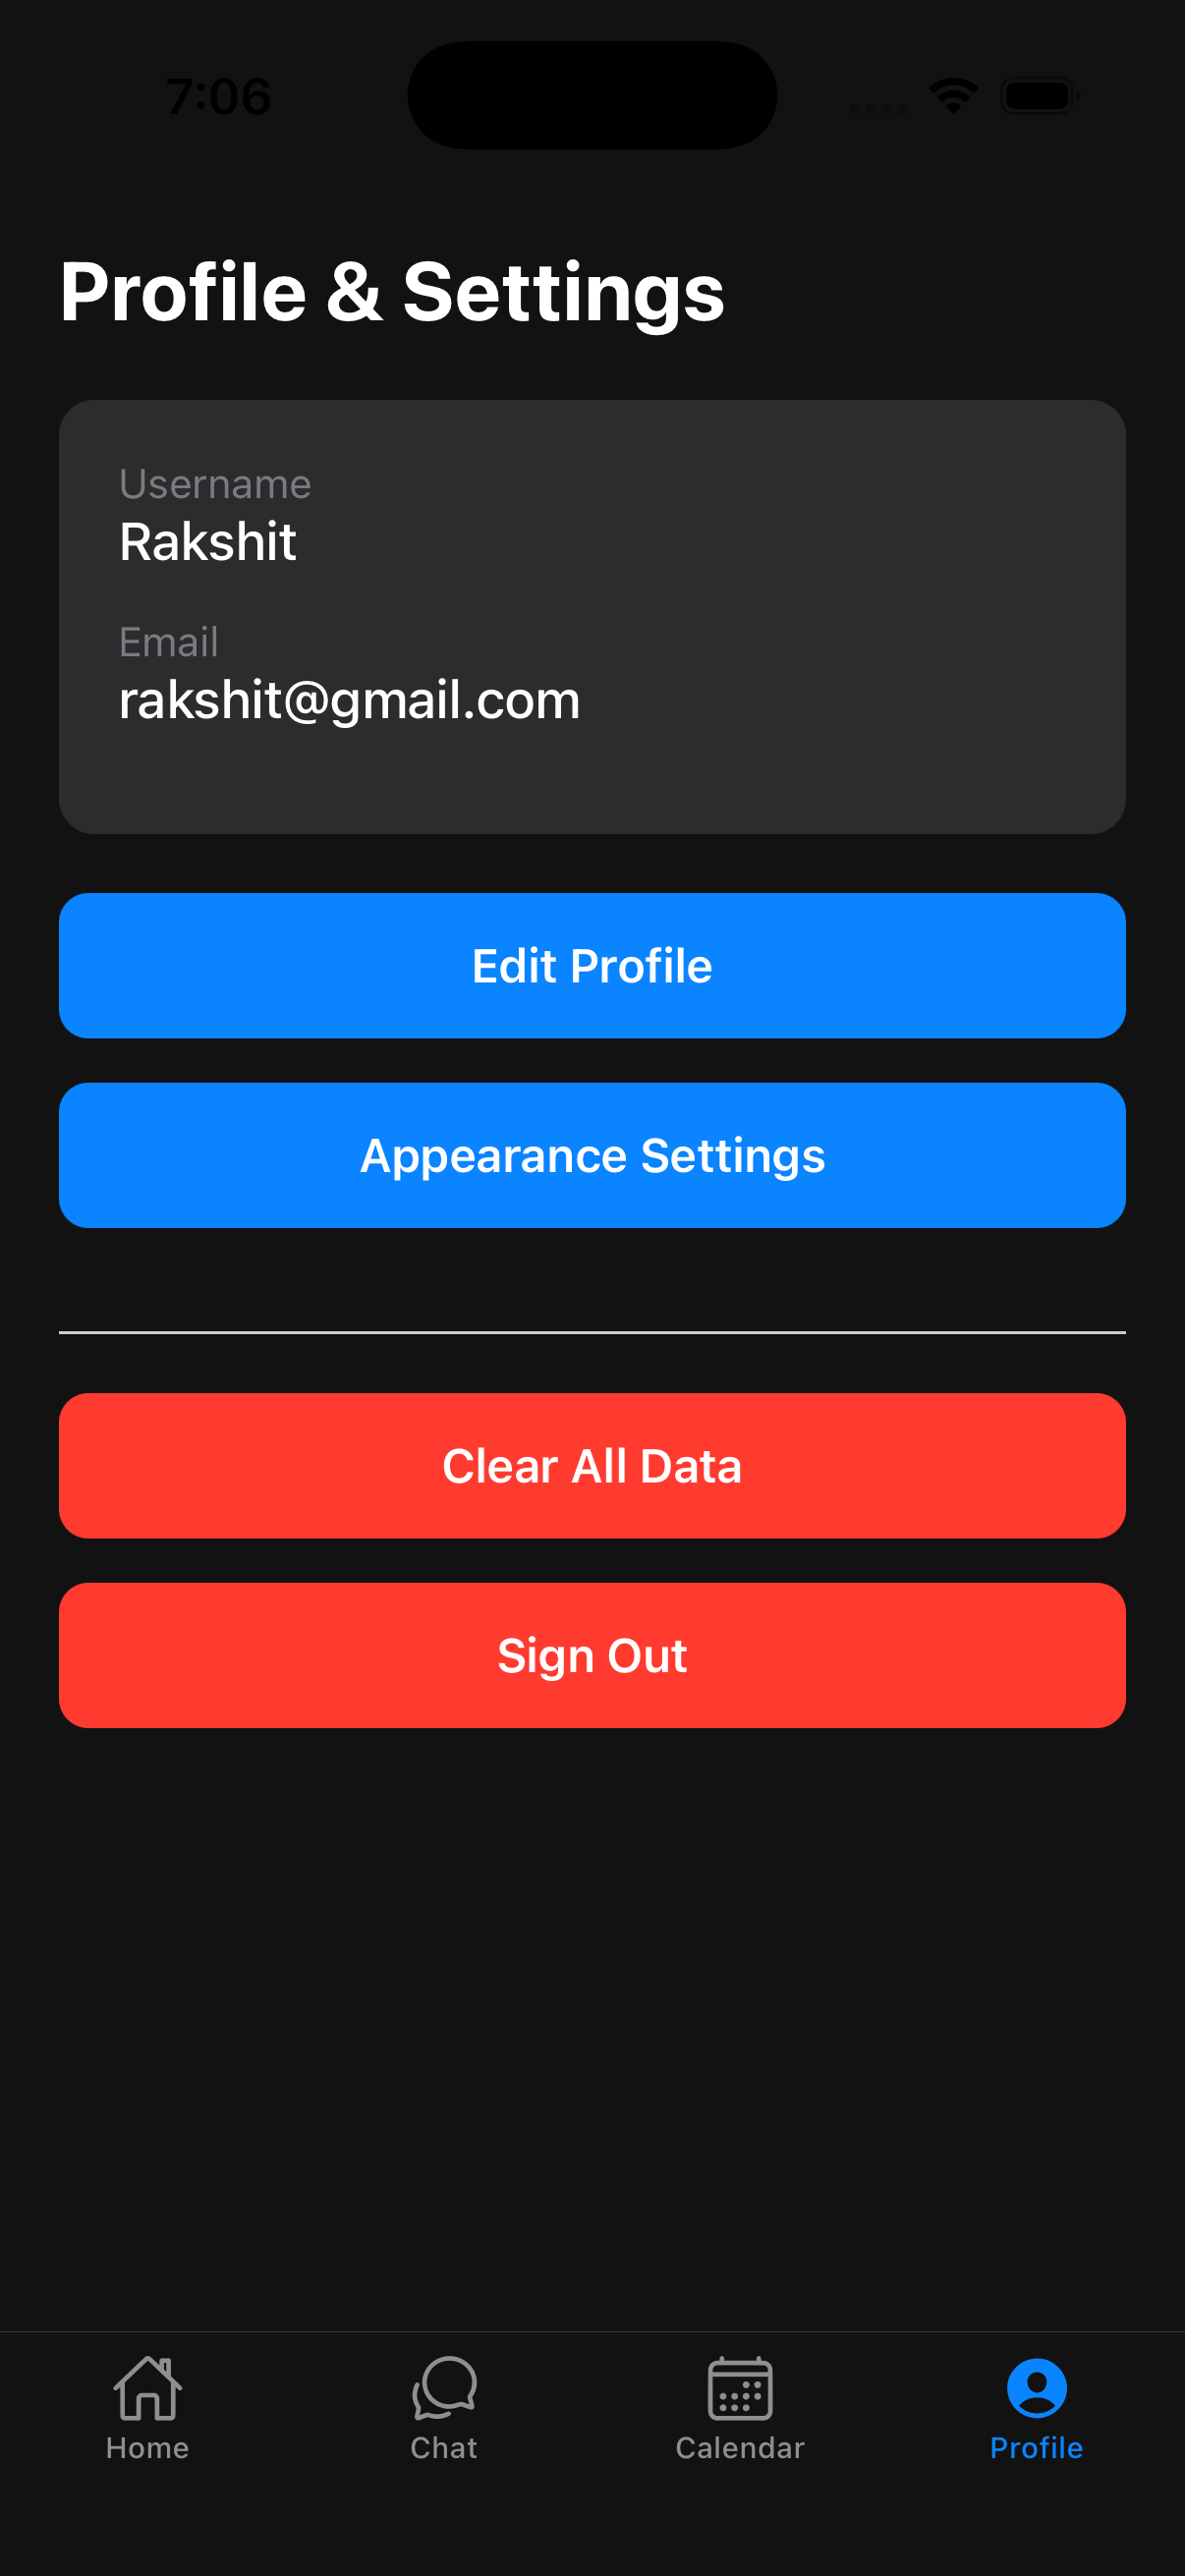 7:06
Profile & Settings
Username
Rakshit
Email
rakshit@gmail.com
Edit Profile
Appearance Settings
Clear All Data
Sign Out
Home
Chat
Calendar
Profile